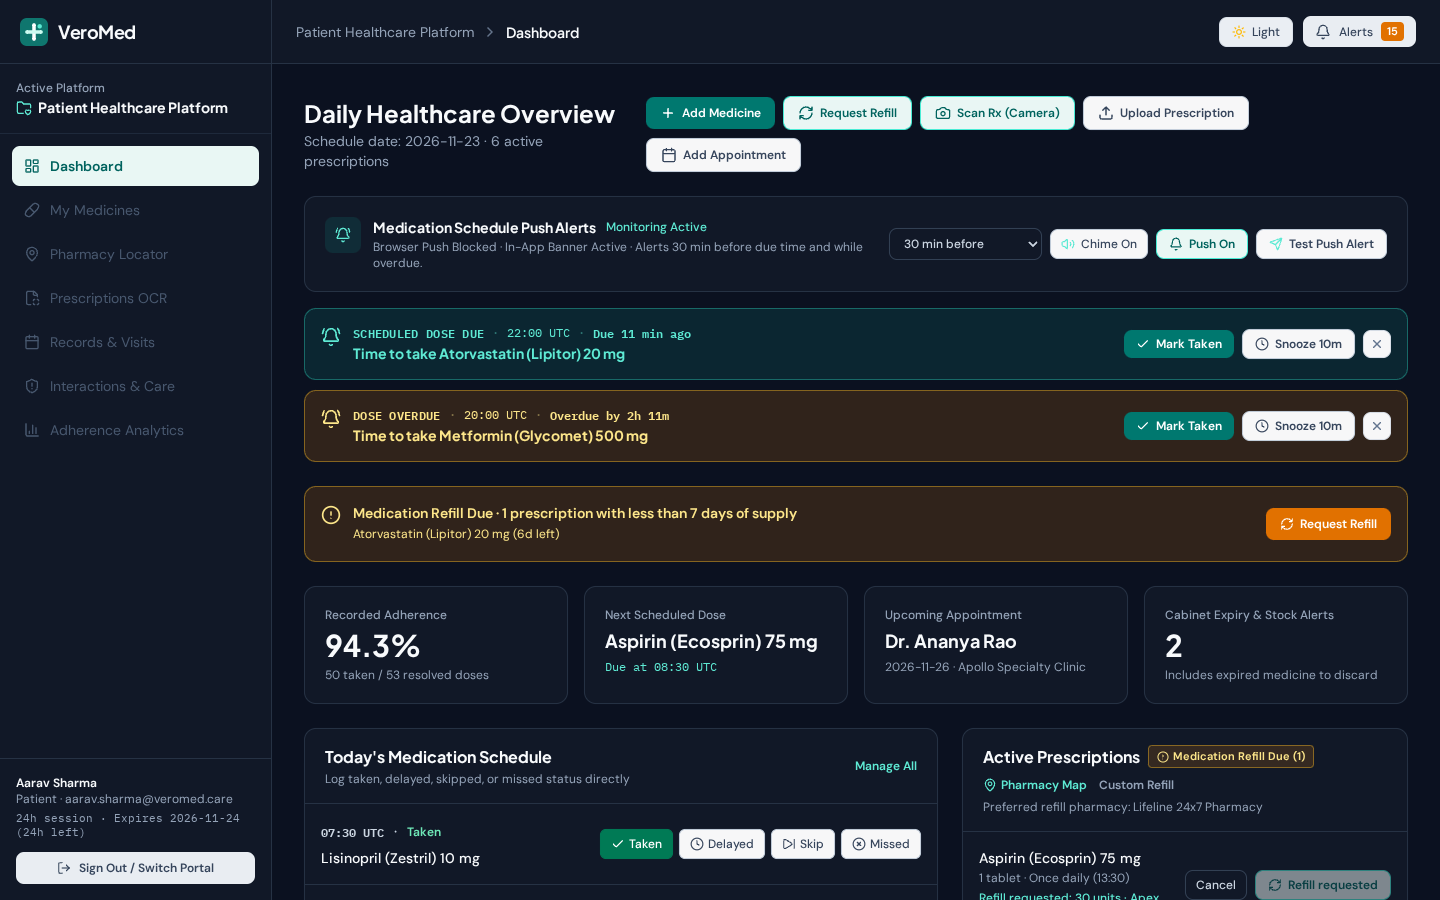 VeroMed
Patient Healthcare Platform > Dashboard
Light
Alerts 15
Active Platform
Patient Healthcare Platform
Dashboard
My Medicines
Pharmacy Locator
Prescriptions OCR
Records & Visits
Interactions & Care
Adherence Analytics
Aarav Sharma
Patient · aarav.sharma@veromed.care
24h session · Expires 2026-11-24
(24h left)
Sign Out / Switch Portal
Daily Healthcare Overview
Schedule date: 2026-11-23 · 6 active
prescriptions
Add Medicine
Request Refill
Scan Rx (Camera)
Upload Prescription
Add Appointment
Medication Schedule Push Alerts Monitoring Active
Browser Push Blocked · In-App Banner Active · Alerts 30 min before due time and while
overdue.
30 min before
Chime On
Push On
Test Push Alert
SCHEDULED DOSE DUE · 22:00 UTC · Due 11 min ago
Time to take Atorvastatin (Lipitor) 20 mg
Mark Taken
Snooze 10m
DOSE OVERDUE · 20:00 UTC · Overdue by 2h 11m
Time to take Metformin (Glycomet) 500 mg
Mark Taken
Snooze 10m
Medication Refill Due · 1 prescription with less than 7 days of supply
Atorvastatin (Lipitor) 20 mg (6d left)
Request Refill
Recorded Adherence
94.3%
50 taken / 53 resolved doses
Next Scheduled Dose
Aspirin (Ecosprin) 75 mg
Due at 08:30 UTC
Upcoming Appointment
Dr. Ananya Rao
2026-11-26 · Apollo Specialty Clinic
Cabinet Expiry & Stock Alerts
2
Includes expired medicine to discard
Today's Medication Schedule
Log taken, delayed, skipped, or missed status directly
Manage All
07:30 UTC · Taken
Lisinopril (Zestril) 10 mg
Taken
Delayed
Skip
Missed
Active Prescriptions
Medication Refill Due (1)
Pharmacy Map
Custom Refill
Preferred refill pharmacy: Lifeline 24x7 Pharmacy
Aspirin (Ecosprin) 75 mg
1 tablet · Once daily (13:30)
Refill requested: 30 units · Apex
Cancel
Refill requested